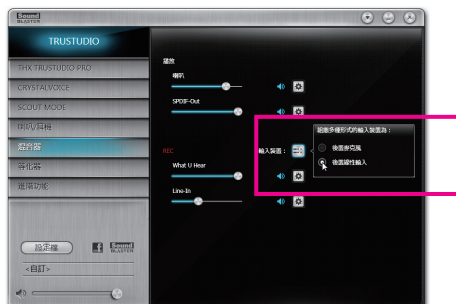 Sound
BLASTER
TRUSTUDIO
THX TRUSTUDIO PRO
CRYSTALVOICE
SCOUT MODE
喇叭/耳機
混音器
等化器
進階功能
設定檔
Sound
BLASTER
<自訂>
播放
喇叭
SPDIF-Out
REC
輸入裝置：
What U Hear
Line-In
組態多種形式的輸入裝置為：
後置麥克風
後置線性輸入